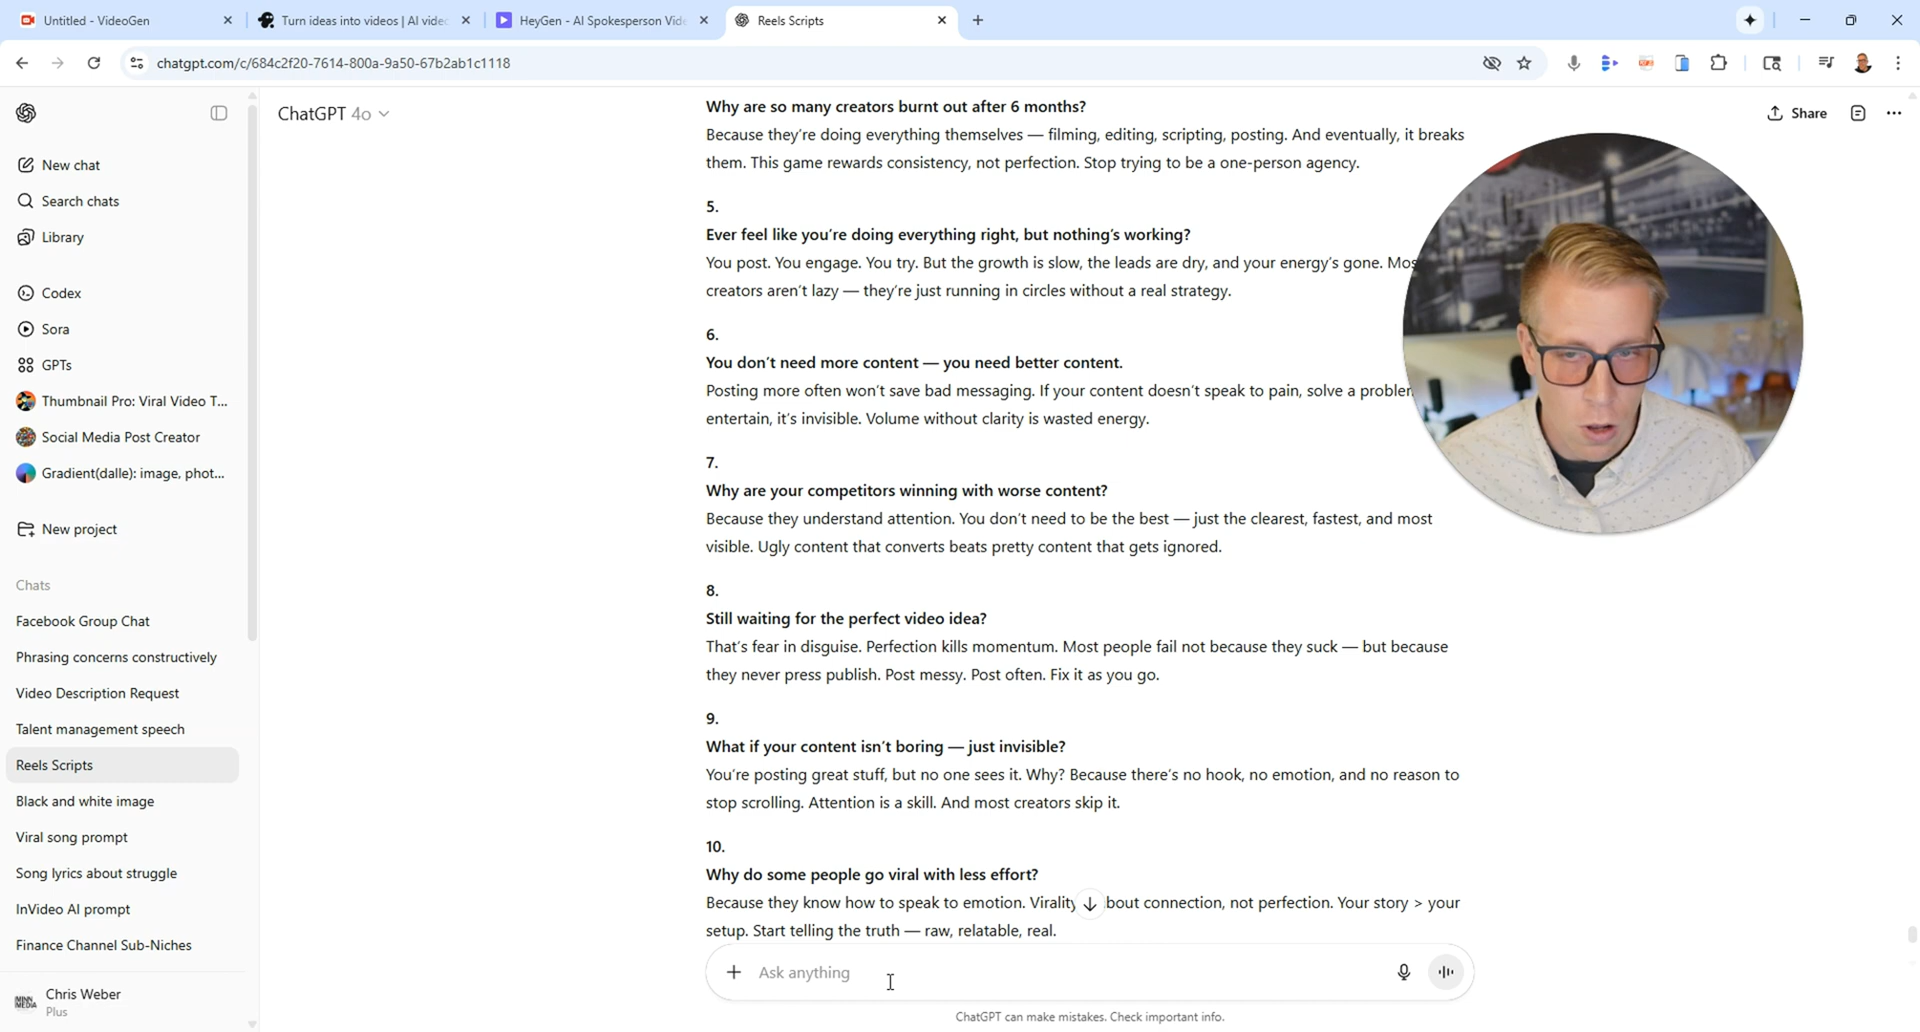 Untitled - VideoGen
Turn ideas into videos | AI video
HeyGen - AI Spokesperson Vide
Reels Scripts
chatgpt.com/c/684c2f20-7614-800a-9a50-67b2ab1c1118
ChatGPT 4o
Share
New chat
Search chats
Library
Codex
Sora
GPTs
Thumbnail Pro: Viral Video T...
Social Media Post Creator
Gradient(dalle): image, phot...
New project
Chats
Facebook Group Chat
Phrasing concerns constructively
Video Description Request
Talent management speech
Reels Scripts
Black and white image
Viral song prompt
Song lyrics about struggle
InVideo AI prompt
Finance Channel Sub-Niches
MINN MEDIA
Chris Weber
Plus
Why are so many creators burnt out after 6 months?
Because they're doing everything themselves — filming, editing, scripting, posting. And eventually, it breaks
them. This game rewards consistency, not perfection. Stop trying to be a one-person agency.
5.
Ever feel like you're doing everything right, but nothing's working?
You post. You engage. You try. But the growth is slow, the leads are dry, and your energy's gone. Mos
creators aren't lazy — they're just running in circles without a real strategy.
6.
You don't need more content — you need better content.
Posting more often won't save bad messaging. If your content doesn't speak to pain, solve a probler
entertain, it's invisible. Volume without clarity is wasted energy.
7.
Why are your competitors winning with worse content?
Because they understand attention. You don't need to be the best — just the clearest, fastest, and most
visible. Ugly content that converts beats pretty content that gets ignored.
8.
Still waiting for the perfect video idea?
That's fear in disguise. Perfection kills momentum. Most people fail not because they suck — but because
they never press publish. Post messy. Post often. Fix it as you go.
9.
What if your content isn't boring — just invisible?
You're posting great stuff, but no one sees it. Why? Because there's no hook, no emotion, and no reason to
stop scrolling. Attention is a skill. And most creators skip it.
10.
Why do some people go viral with less effort?
Because they know how to speak to emotion. Virality bout connection, not perfection. Your story > your
setup. Start telling the truth — raw, relatable, real.
Ask anything
ChatGPT can make mistakes. Check important info.